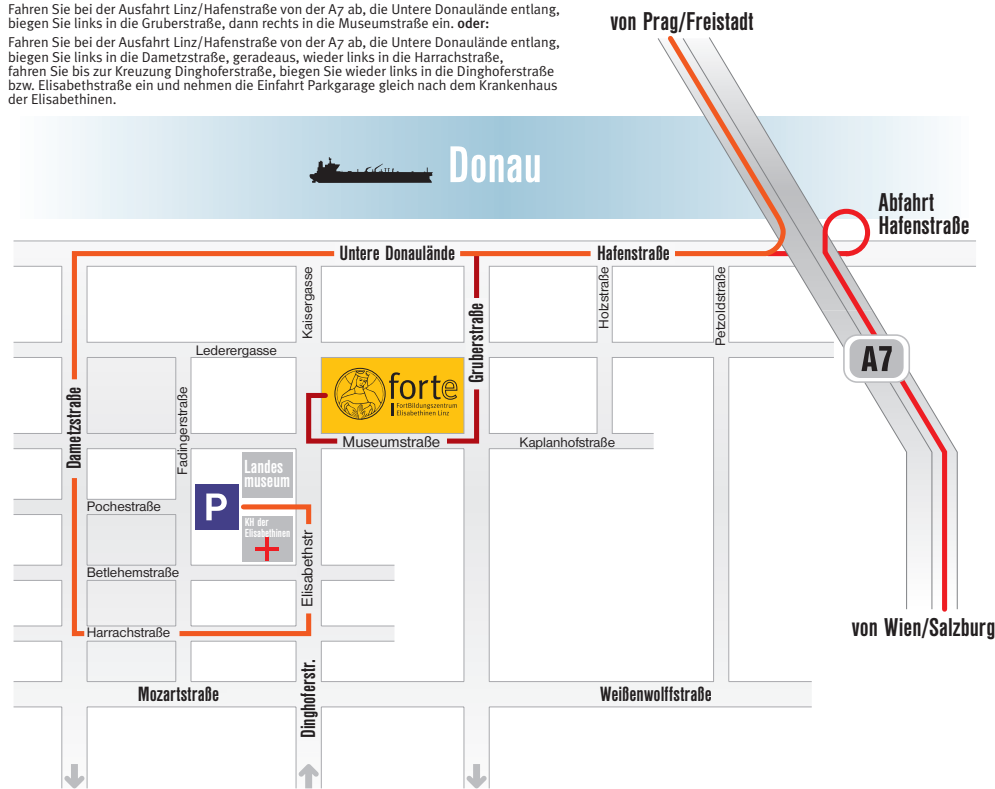 Fahren Sie bei der Ausfahrt Linz/Hafenstraße von der A7 ab, die Untere Donaulände entlang,
biegen Sie links in die Gruberstraße, dann rechts in die Museumstraße ein. oder:
Fahren Sie bei der Ausfahrt Linz/Hafenstraße von der A7 ab, die Untere Donaulände entlang,
biegen Sie links in die Dametzstraße, geradeaus, wieder links in die Harrachstraße,
fahren Sie bis zur Kreuzung Dinghoferstraße, biegen Sie wieder links in die Dinghoferstraße
bzw. Elisabethstraße ein und nehmen die Einfahrt Parkgarage gleich nach dem Krankenhaus
der Elisabethinen.
von Prag/Freistadt
Donau
Abfahrt
Hafenstraße
Untere Donaulände
Hafenstraße
Kaisergasse
Gruberstraße
Holzstraße
Petzoldstraße
Lederergasse
A7
forte
FortBildungszentrum
Elisabethinen Linz
Dametzstraße
Fadingerstraße
Museumstraße
Kaplanhofstraße
Landes
museum
P
Pochestraße
KH der
Elisabethinen
Elisabethstr
Betlehemstraße
Harrachstraße
von Wien/Salzburg
Dinghoferstr.
Mozartstraße
Weißenwolffstraße